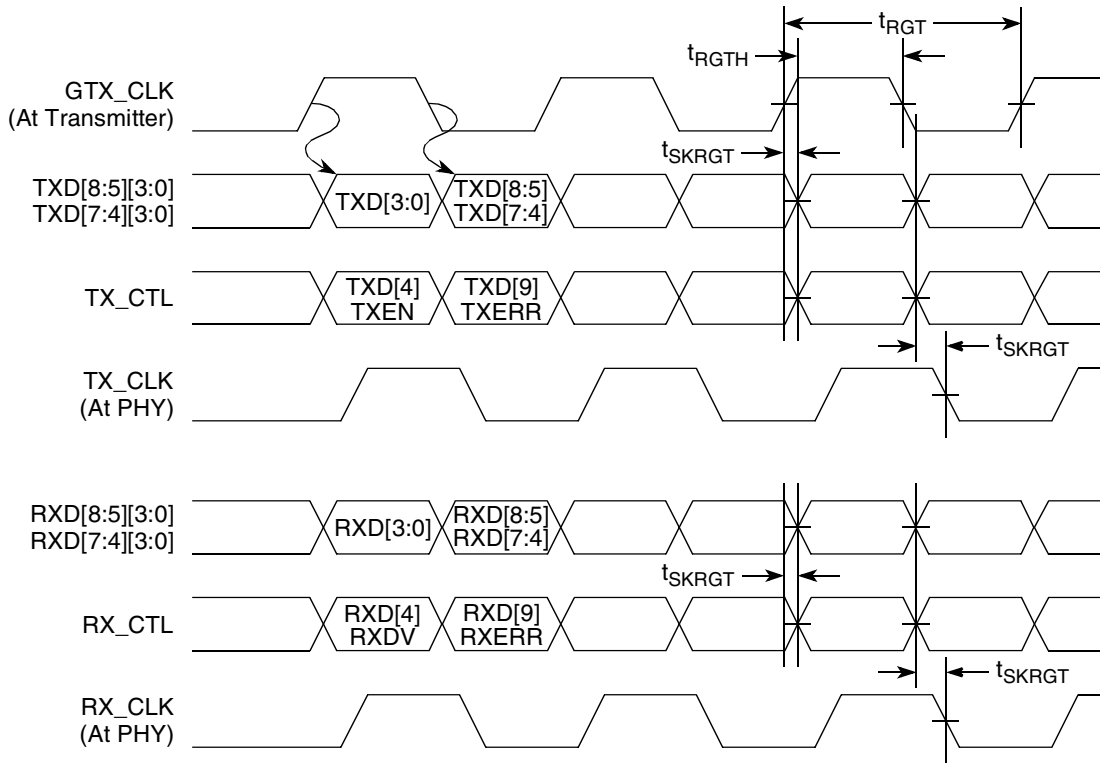 tRGT
tRGTH
GTX_CLK
(At Transmitter)
tSKRGT
TXD[8:5][3:0]
TXD[7:4][3:0]
TXD[3:0]
TXD[8:5]
TXD[7:4]
TX_CTL
TXD[4]
TXEN
TXD[9]
TXERR
tSKRGT
TX_CLK
(At PHY)
RXD[8:5][3:0]
RXD[7:4][3:0]
RXD[3:0]
RXD[8:5]
RXD[7:4]
tSKRGT
RX_CTL
RXD[4]
RXDV
RXD[9]
RXERR
tSKRGT
RX_CLK
(At PHY)